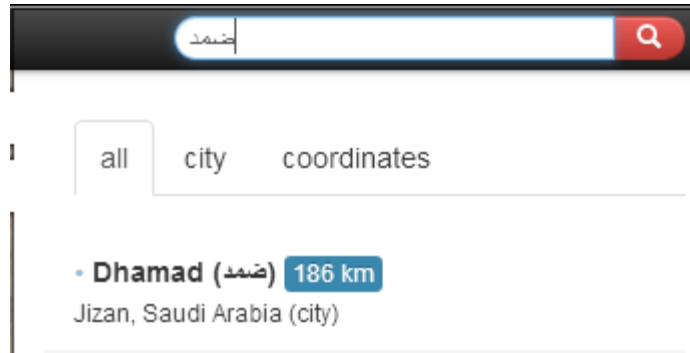 ضمد
all city coordinates
• Dhamad (ضمد) 186 km
Jizan, Saudi Arabia (city)